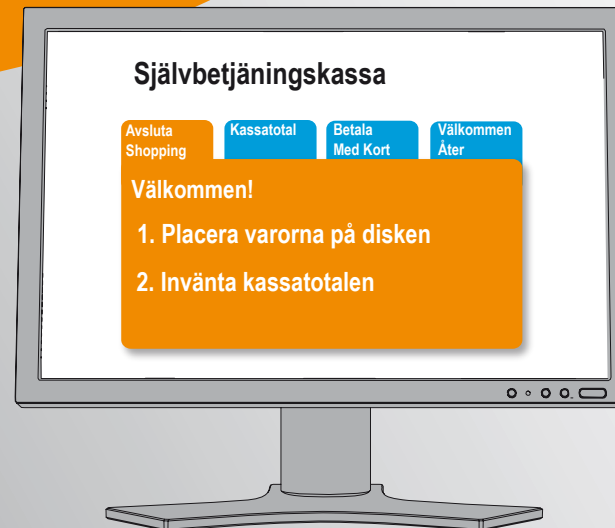 Självbetjäningskassa
Avsluta
Shopping
Kassatotal
Betala
Med Kort
Välkommen
Åter
Välkommen!
1. Placera varorna på disken
2. Invänta kassatotalen